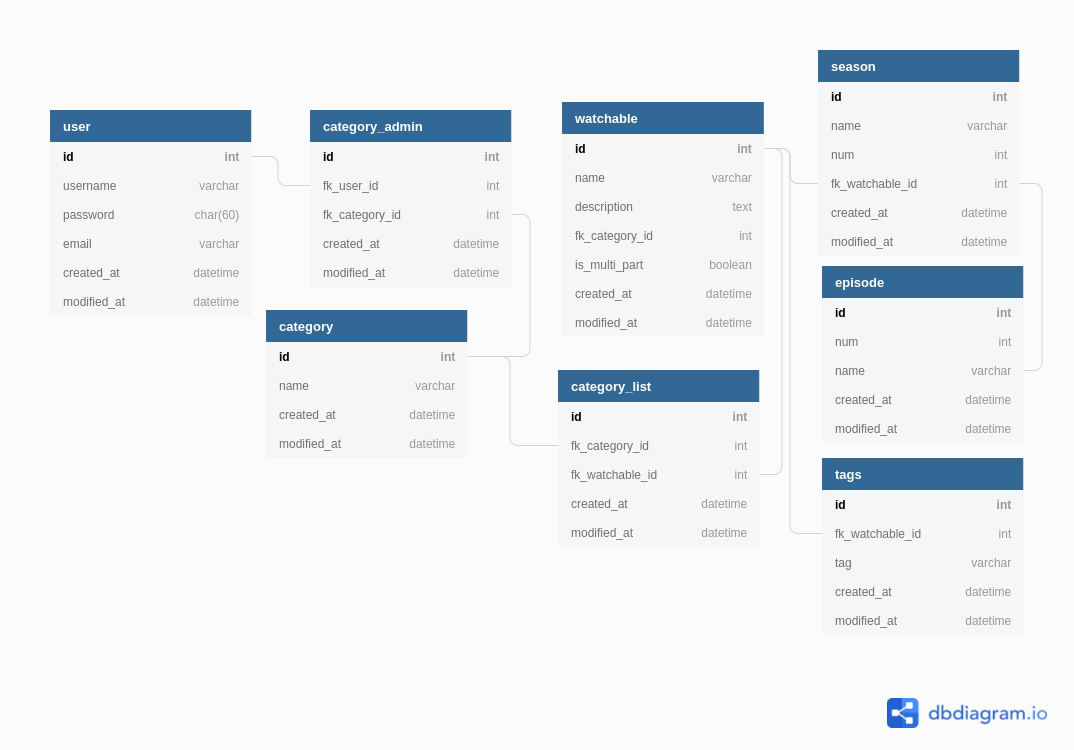 user
id int
username varchar
password char(60)
email varchar
created_at datetime
modified_at datetime
category_admin
id int
fk_user_id int
fk_category_id int
created_at datetime
modified_at datetime
category
id int
name varchar
created_at datetime
modified_at datetime
watchable
id int
name varchar
description text
fk_category_id int
is_multi_part boolean
created_at datetime
modified_at datetime
category_list
id int
fk_category_id int
fk_watchable_id int
created_at datetime
modified_at datetime
season
id int
name varchar
num int
fk_watchable_id int
created_at datetime
modified_at datetime
episode
id int
num int
name varchar
created_at datetime
modified_at datetime
tags
id int
fk_watchable_id int
tag varchar
created_at datetime
modified_at datetime
dbdiagram.io